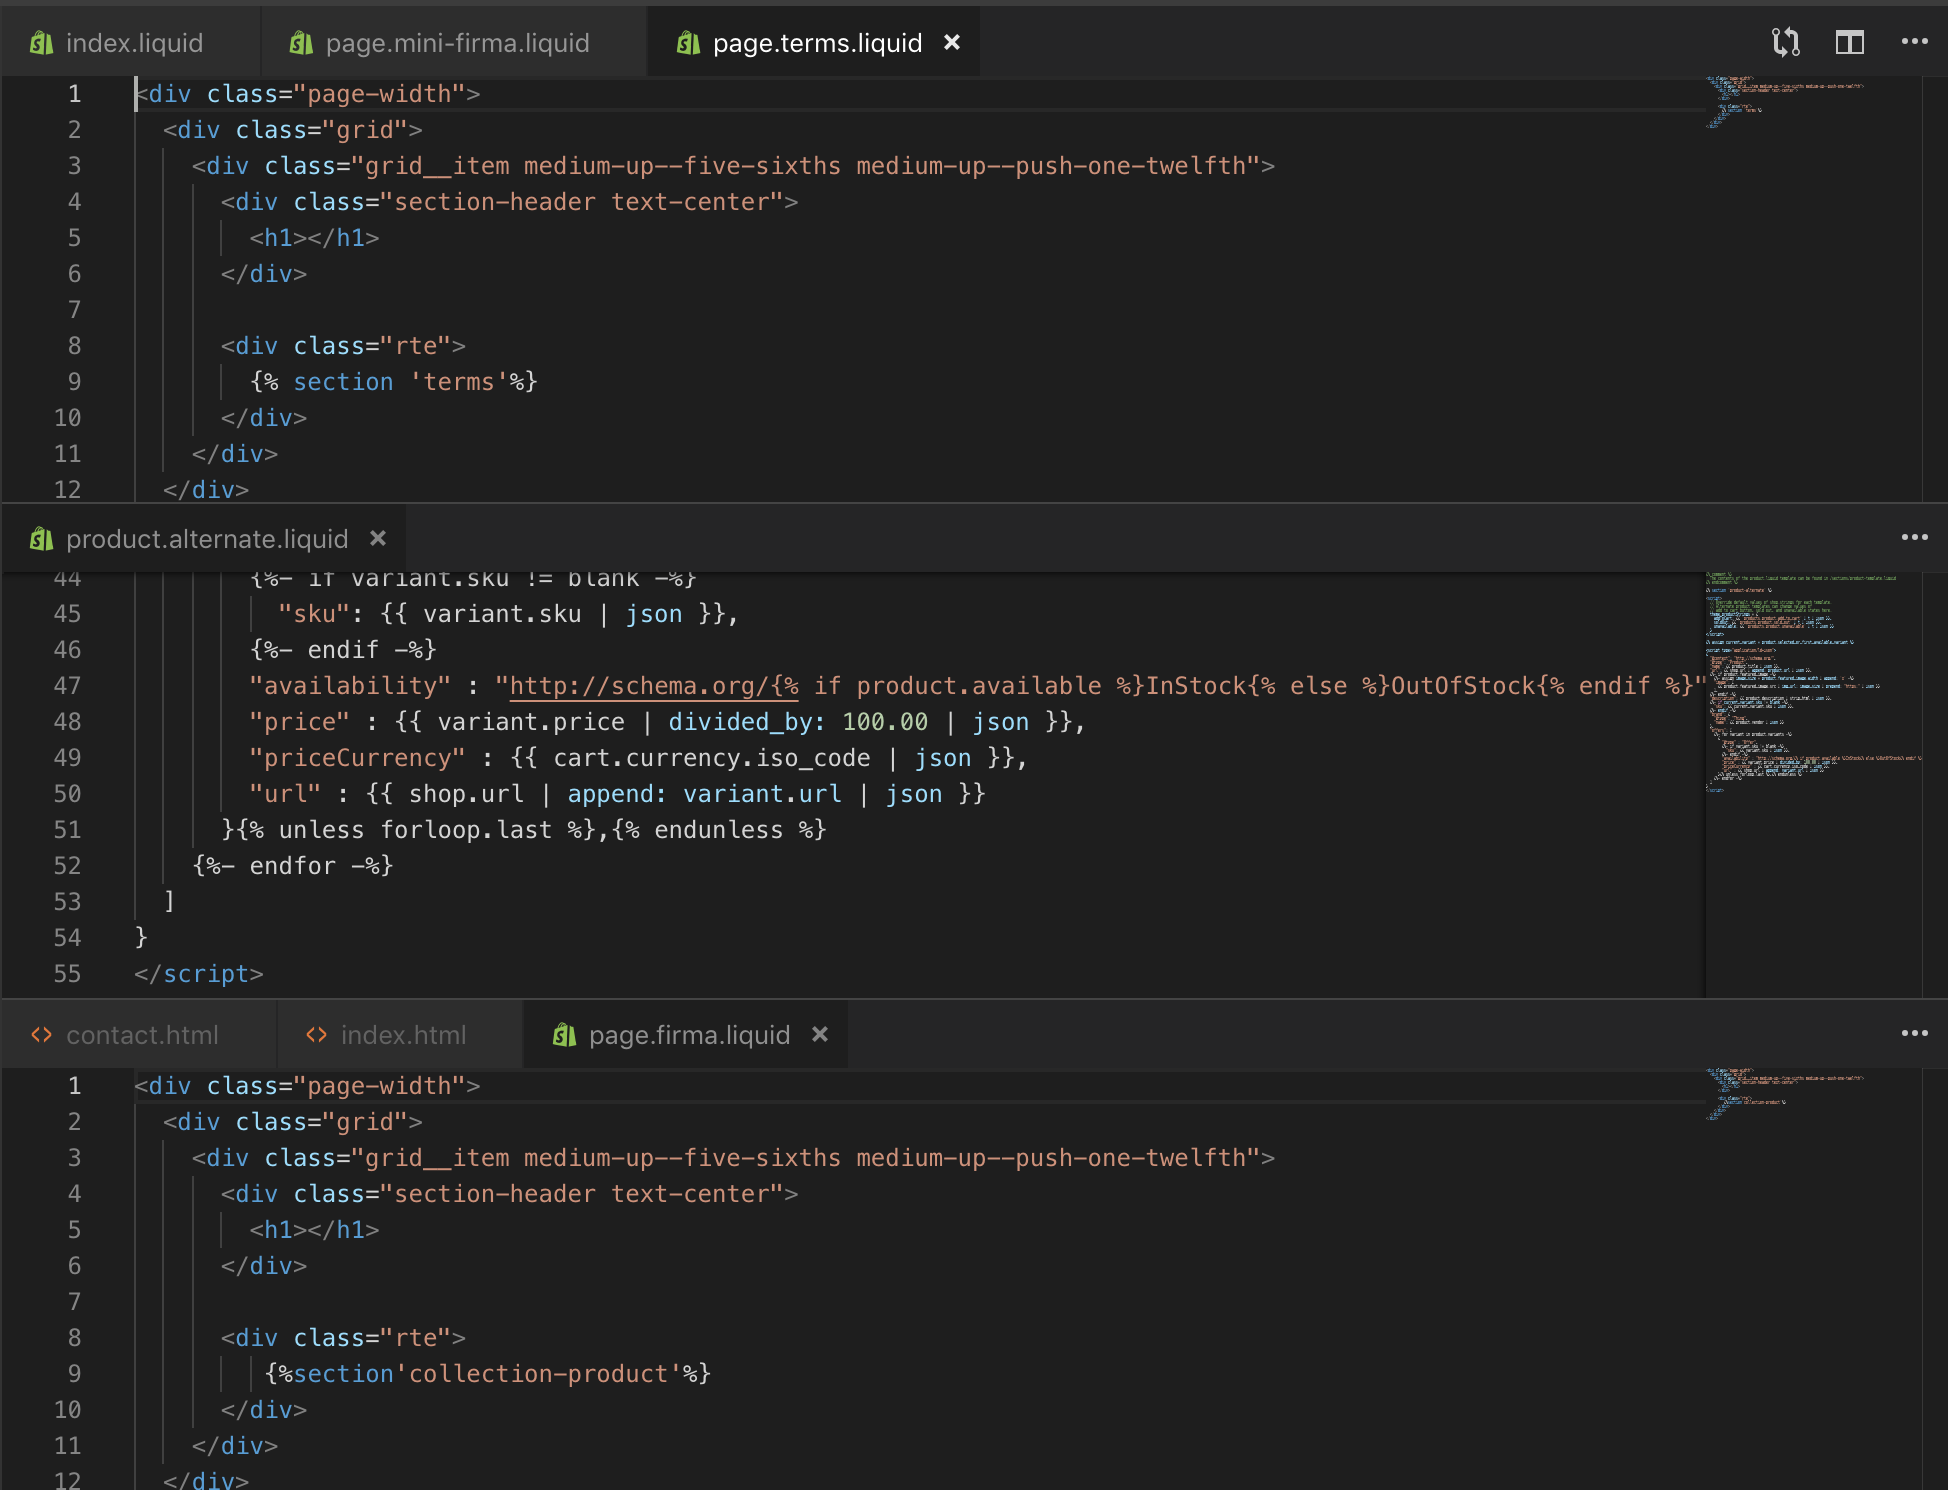 index.liquid page.mini-firma.liquid page.terms.liquid ×
1 <div class="page-width">
2 <div class="grid">
3 <div class="grid__item medium-up--five-sixths medium-up--push-one-twelfth">
4 <div class="section-header text-center">
5 <h1></h1>
6 </div>
7
8 <div class="rte">
9 {% section 'terms'%}
10 </div>
11 </div>
12 </div>
product.alternate.liquid ×
44 {%- if variant.sku != blank -%}
45 "sku": {{ variant.sku | json }},
46 {%- endif -%}
47 "availability" : "http://schema.org/{% if product.available %}InStock{% else %}OutOfStock{% endif %}"
48 "price" : {{ variant.price | divided_by: 100.00 | json }},
49 "priceCurrency" : {{ cart.currency.iso_code | json }},
50 "url" : {{ shop.url | append: variant.url | json }}
51 }{% unless forloop.last %},{% endunless %}
52 {%- endfor -%}
53 ]
54 }
55 </script>
contact.html index.html page.firma.liquid ×
1 <div class="page-width">
2 <div class="grid">
3 <div class="grid__item medium-up--five-sixths medium-up--push-one-twelfth">
4 <div class="section-header text-center">
5 <h1></h1>
6 </div>
7
8 <div class="rte">
9 {%section'collection-product'%}
10 </div>
11 </div>
12 </div>